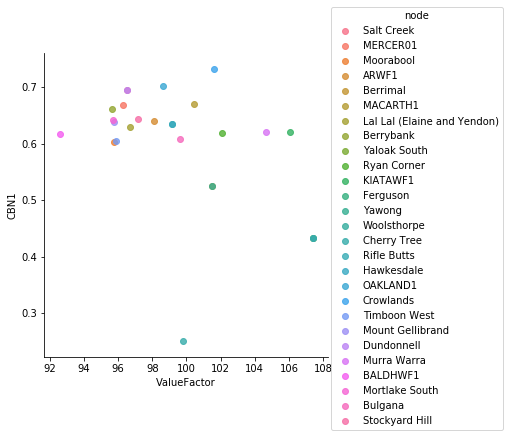 node
Salt Creek
MERCER01
Moorabool
ARWF1
Berrimal
MACARTH1
Lal Lal (Elaine and Yendon)
Berrybank
Yaloak South
Ryan Corner
KIATAWF1
Ferguson
Yawong
Woolsthorpe
Cherry Tree
Rifle Butts
Hawkesdale
OAKLAND1
Crowlands
Timboon West
Mount Gellibrand
Dundonnell
Murra Warra
BALDHWF1
Mortlake South
Bulgana
Stockyard Hill
CBN1
0.7
0.6
0.5
0.4
0.3
92 94 96 98 100 102 104 106 108
ValueFactor